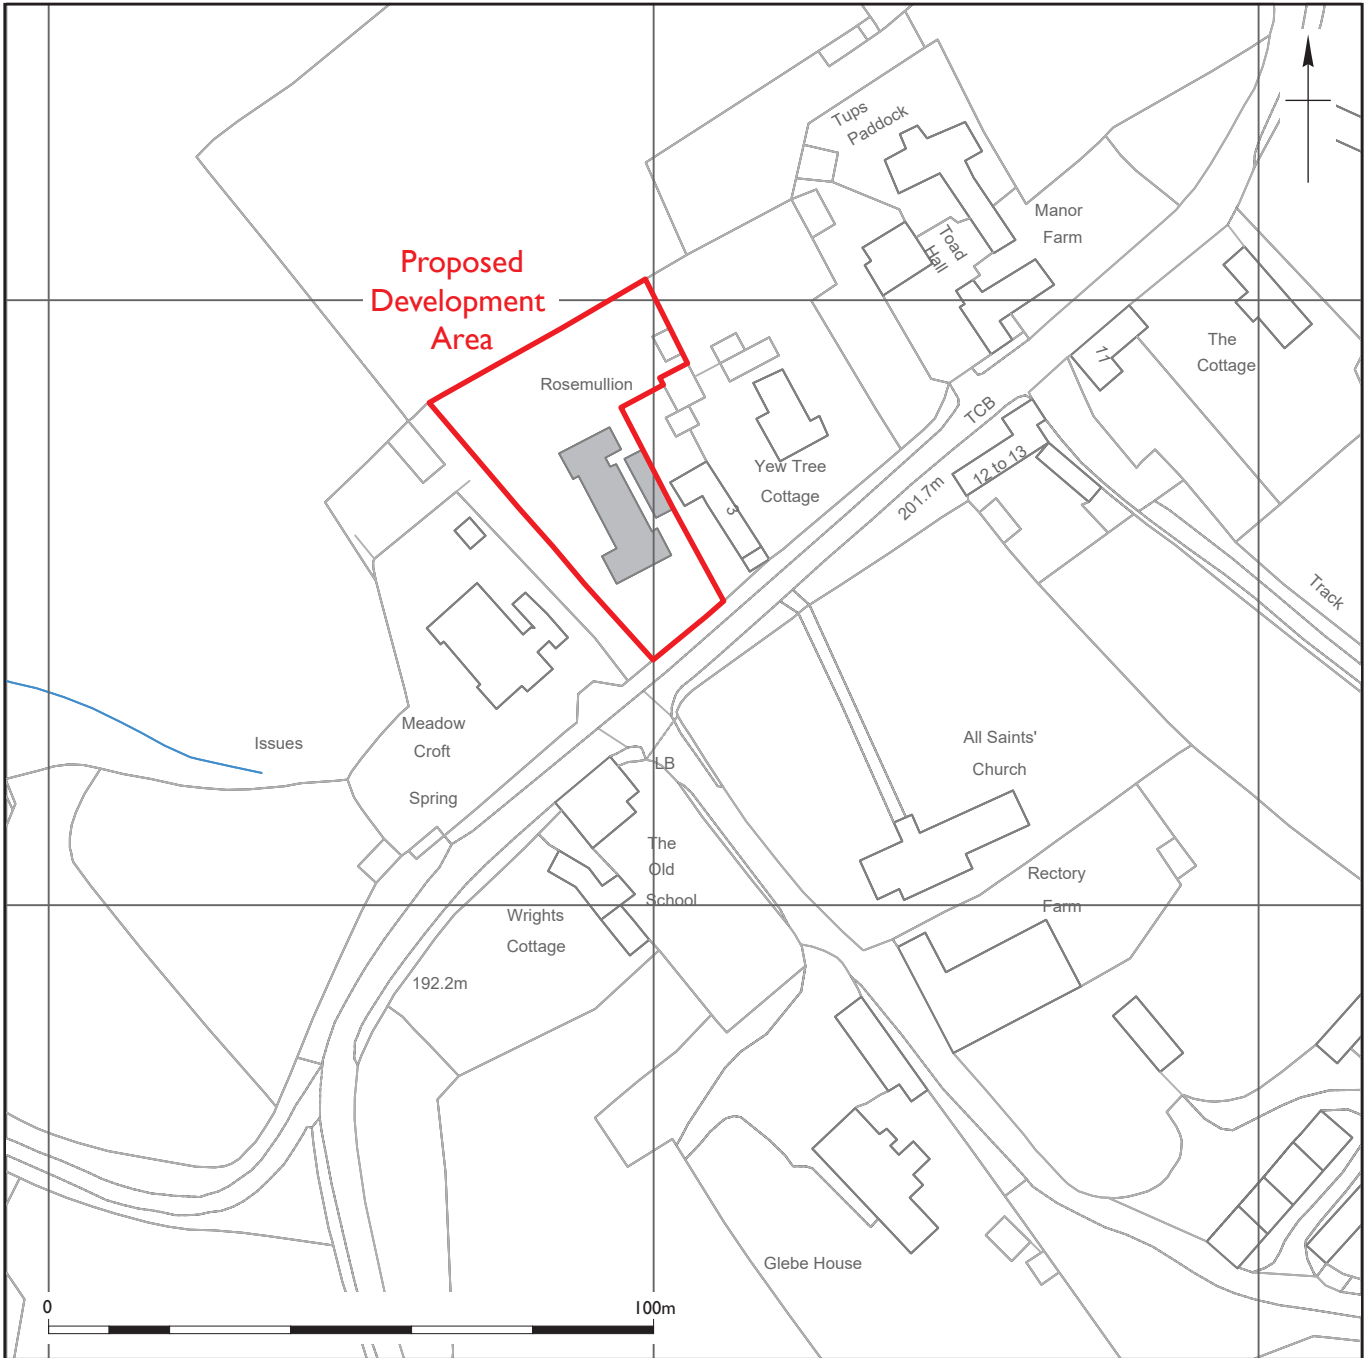 Tups
Paddock
Manor
Farm
Toad
Hall
Proposed
Development
Area
The
Cottage
11
Rosemullion
TCB
12 to 13
Yew Tree
Cottage
201.7m
3
Track
Meadow
Croft
Issues
All Saints'
Church
LB
Spring
The
Old
School
Rectory
Farm
Wrights
Cottage
192.2m
Glebe House
0
100m